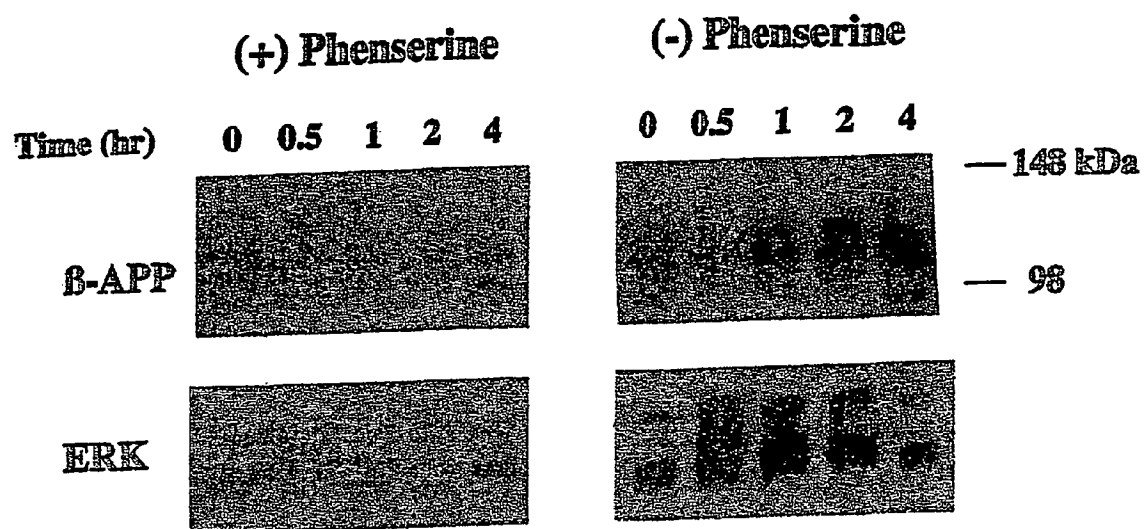 (+) Phenserine (-) Phenserine
Time (hr) 0 0.5 1 2 4 0 0.5 1 2 4
148 kDa
ß-APP
98
ERK